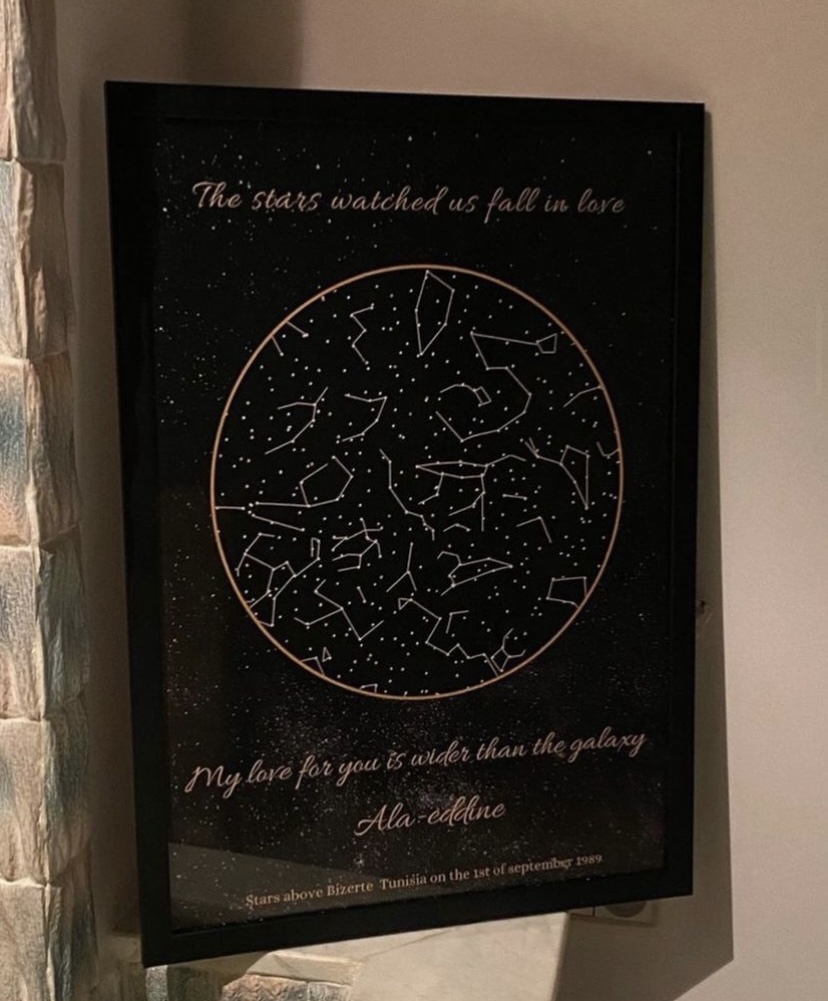 The stars watched us fall in love
My love for you is wider than the galaxy
Ala-eddine
Stars above Bizerte Tunisia on the 1st of september 1989